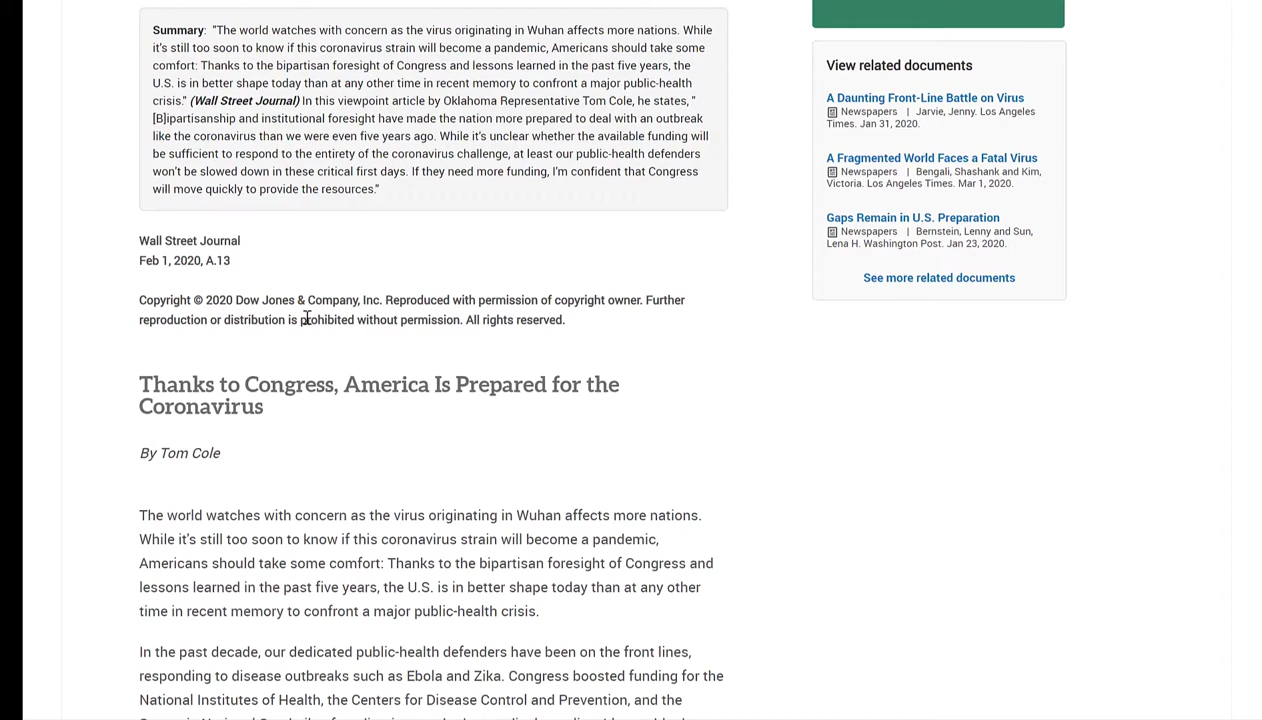 Summary: "The world watches with concern as the virus originating in Wuhan affects more nations. While
it's still too soon to know if this coronavirus strain will become a pandemic, Americans should take some
comfort: Thanks to the bipartisan foresight of Congress and lessons learned in the past five years, the
U.S. is in better shape today than at any other time in recent memory to confront a major public-health
crisis." (Wall Street Journal) In this viewpoint article by Oklahoma Representative Tom Cole, he states, "
[B]ipartisanship and institutional foresight have made the nation more prepared to deal with an outbreak
like the coronavirus than we were even five years ago. While it's unclear whether the available funding will
be sufficient to respond to the entirety of the coronavirus challenge, at least our public-health defenders
won't be slowed down in these critical first days. If they need more funding, I'm confident that Congress
will move quickly to provide the resources."
Wall Street Journal
Feb 1, 2020, A.13
Copyright © 2020 Dow Jones & Company, Inc. Reproduced with permission of copyright owner. Further
reproduction or distribution is prohibited without permission. All rights reserved.
Thanks to Congress, America Is Prepared for the
Coronavirus
By Tom Cole
The world watches with concern as the virus originating in Wuhan affects more nations.
While it's still too soon to know if this coronavirus strain will become a pandemic,
Americans should take some comfort: Thanks to the bipartisan foresight of Congress and
lessons learned in the past five years, the U.S. is in better shape today than at any other
time in recent memory to confront a major public-health crisis.
In the past decade, our dedicated public-health defenders have been on the front lines,
responding to disease outbreaks such as Ebola and Zika. Congress boosted funding for the
National Institutes of Health, the Centers for Disease Control and Prevention, and the
View related documents
A Daunting Front-Line Battle on Virus
Newspapers | Jarvie, Jenny. Los Angeles
Times. Jan 31, 2020.
A Fragmented World Faces a Fatal Virus
Newspapers | Bengali, Shashank and Kim,
Victoria. Los Angeles Times. Mar 1, 2020.
Gaps Remain in U.S. Preparation
Newspapers | Bernstein, Lenny and Sun,
Lena H. Washington Post. Jan 23, 2020.
See more related documents